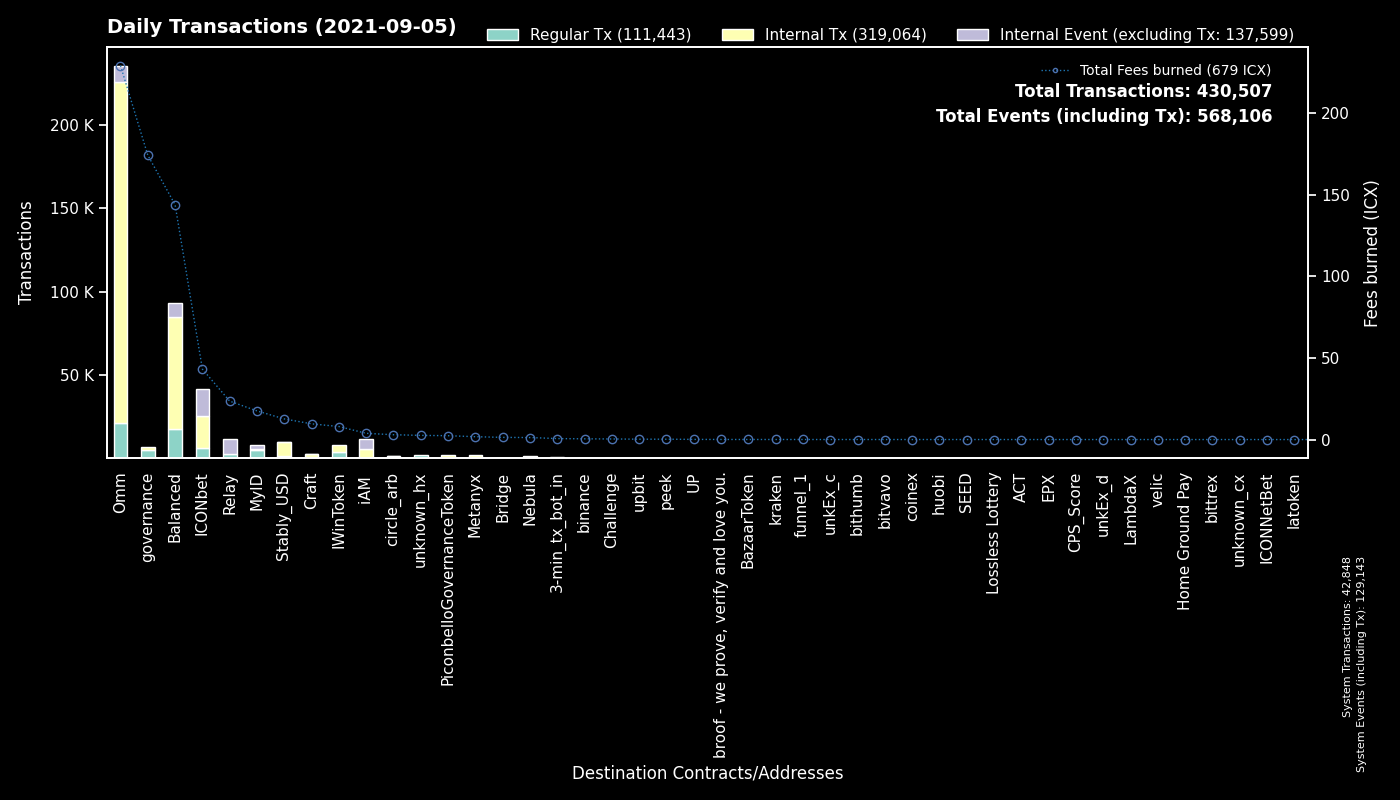 Daily Transactions (2021-09-05)
Regular Tx (111,443)
Internal Tx (319,064)
Internal Event (excluding Tx: 137,599)
Total Fees burned (679 ICX)
Total Transactions: 430,507
Total Events (including Tx): 568,106
Transactions
200 K
150 K
100 K
50 K
Fees burned (ICX)
200
150
100
50
0
Omm
governance
Balanced
ICONbet
Relay
MyID
Stably_USD
Craft
IWinToken
iAM
circle_arb
unknown_hx
PiconbelloGovernanceToken
Metanyx
Bridge
Nebula
3-min_tx_bot_in
binance
Challenge
upbit
peek
UP
broof - we prove, verify and love you.
BazaarToken
kraken
funnel_1
unkEx_c
bithumb
bitvavo
coinex
huobi
SEED
Lossless Lottery
ACT
EPX
CPS_Score
unkEx_d
LambdaX
velic
Home Ground Pay
bittrex
unknown_cx
ICONNetBet
latoken
Destination Contracts/Addresses
System Transactions: 42,848
System Events (including Tx): 129,143